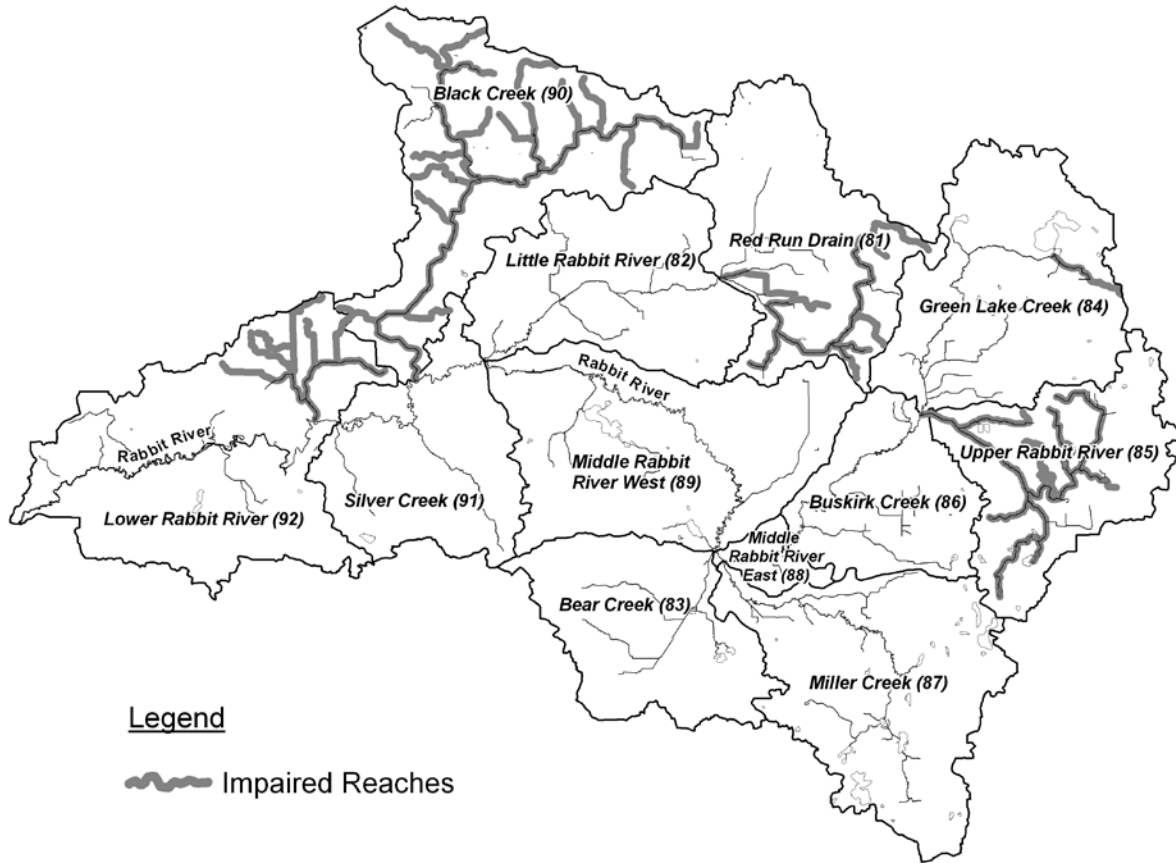 Black Creek (90)
Red Run Drain (81)
Little Rabbit River (82)
Green Lake Creek (84)
Rabbit River
Rabbit River
Upper Rabbit River (85)
Middle Rabbit
River West (89)
Silver Creek (91)
Buskirk Creek (86)
Lower Rabbit River (92)
Middle
Rabbit River
East (88)
Bear Creek (83)
Miller Creek (87)
Legend
Impaired Reaches